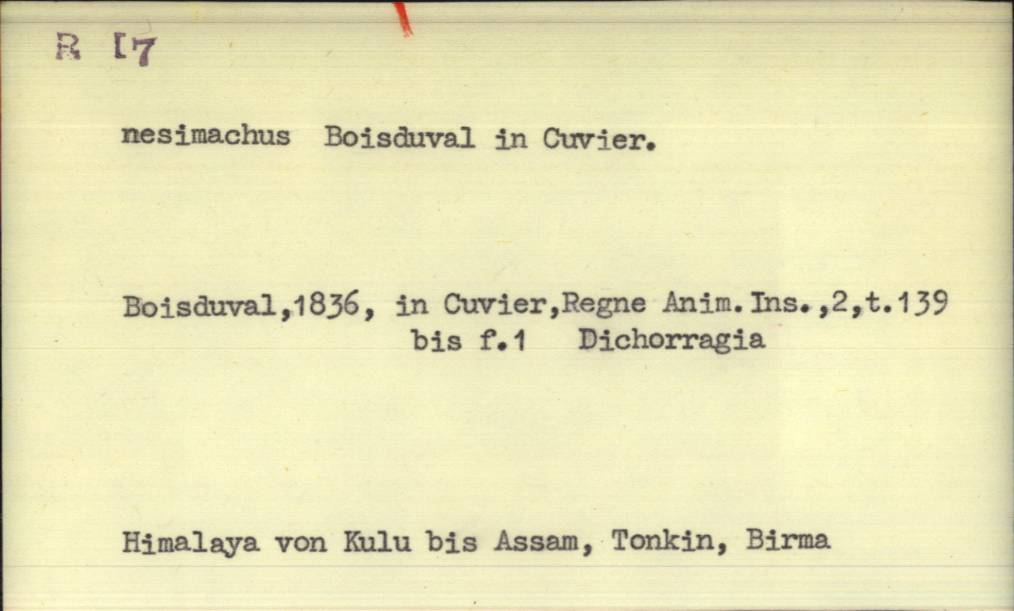 R I7
nesimachus Boisduval in Cuvier.
Boisduval,1836, in Cuvier,Regne Anim.Ins.,2,t.139
bis f.1 Dichorragia
Himalaya von Kulu bis Assam, Tonkin, Birma